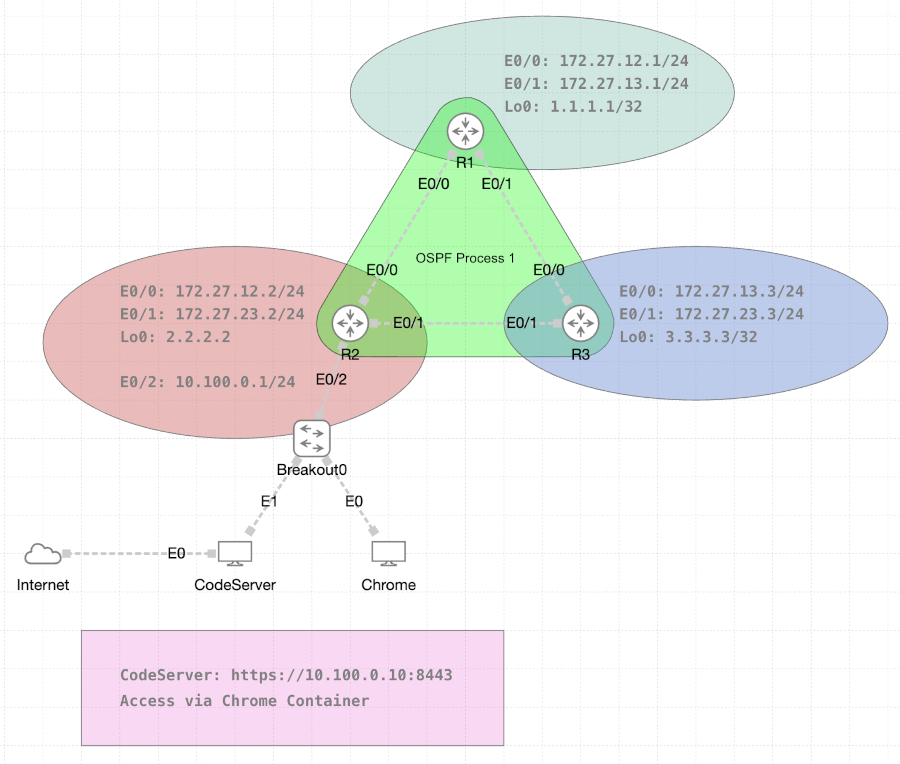 E0/0: 172.27.12.1/24
E0/1: 172.27.13.1/24
Lo0: 1.1.1.1/32
R1
E0/0
E0/1
OSPF Process 1
E0/0
E0/0
E0/0: 172.27.12.2/24
E0/1: 172.27.23.2/24
Lo0: 2.2.2.2
E0/2: 10.100.0.1/24
E0/1
E0/1
E0/0: 172.27.13.3/24
E0/1: 172.27.23.3/24
Lo0: 3.3.3.3/32
R2
R3
E0/2
Breakout0
E1
E0
E0
Internet
CodeServer
Chrome
CodeServer: https://10.100.0.10:8443
Access via Chrome Container